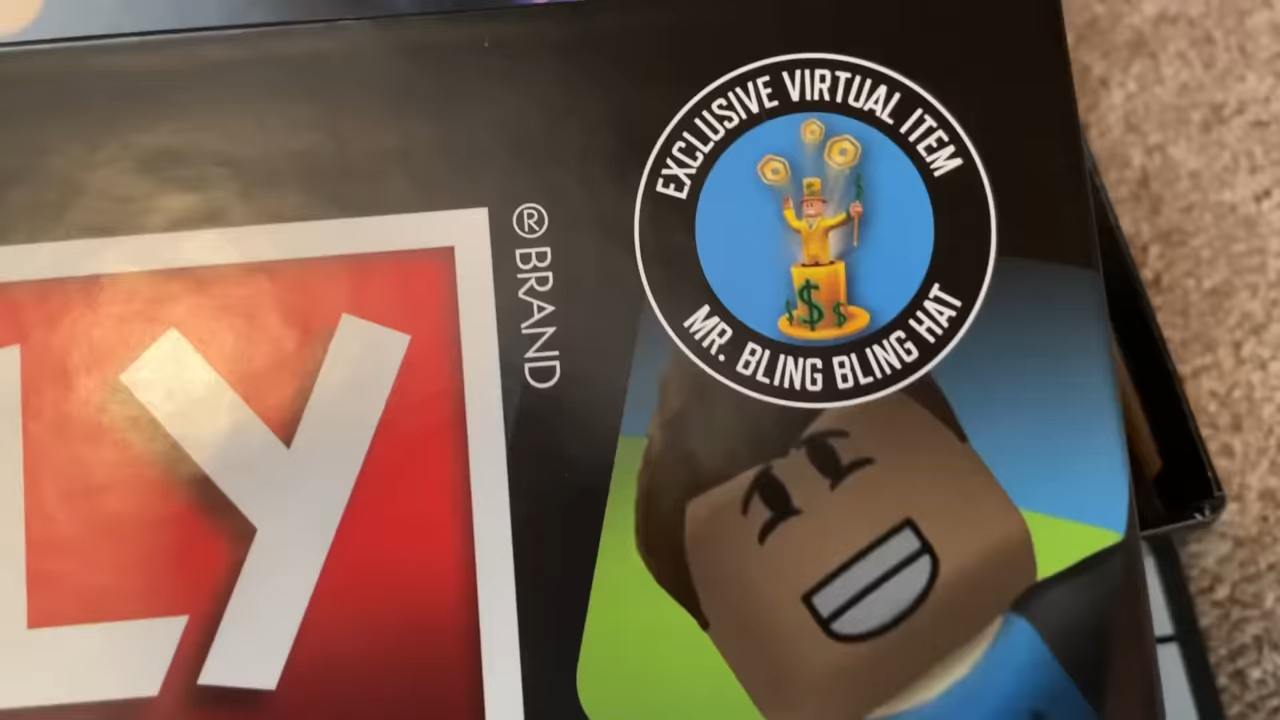 EXCLUSIVE VIRTUAL ITEM
$ $ $
MR. BLING BLING HAT
LY
®BRAND